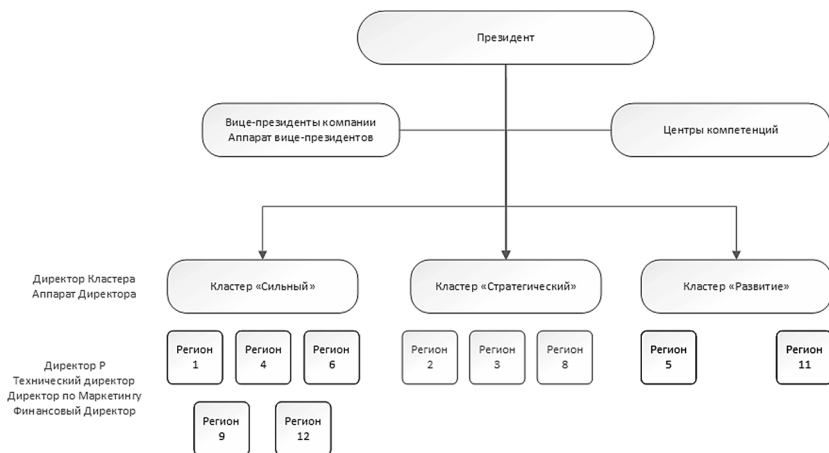 Президент
Вице-президенты компании
Аппарат вице-президентов
Центры компетенций
Директор Кластера
Аппарат Директора
Кластер «Сильный»
Кластер «Стратегический»
Кластер «Развитие»
Директор Р
Технический директор
Директор по Маркетингу
Финансовый Директор
Регион
1
Регион
4
Регион
6
Регион
2
Регион
3
Регион
8
Регион
5
Регион
11
Регион
9
Регион
12